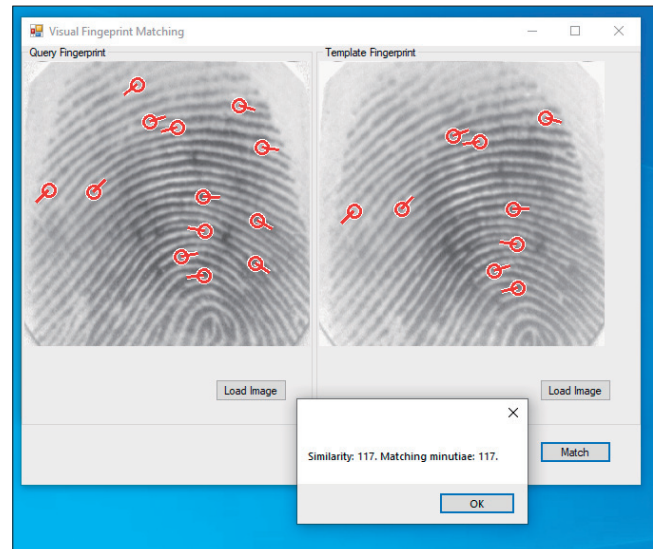 Visual Fingerprint Matching
Query Fingerprint
Template Fingerprint
Load Image
Load Image
Similarity: 117. Matching minutiae: 117.
Match
OK